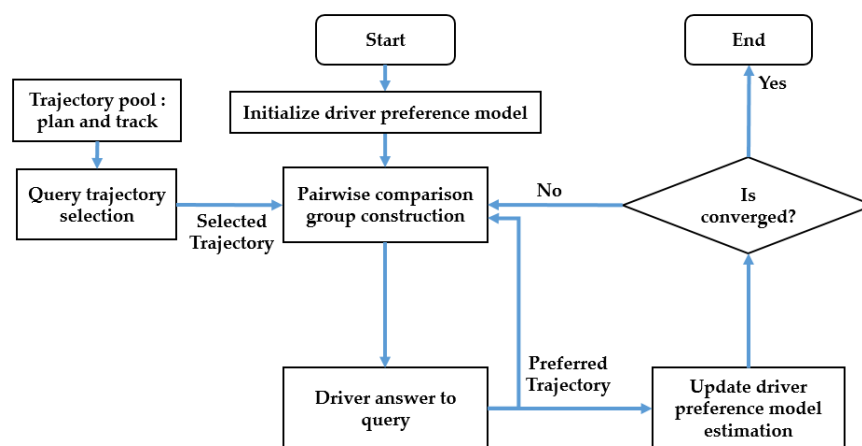 Start
End
Yes
Trajectory pool :
plan and track
Initialize driver preference model
Query trajectory
selection
Selected
Trajectory
Pairwise comparison
group construction
No
Is
converged?
Driver answer to
query
Preferred
Trajectory
Update driver
preference model
estimation